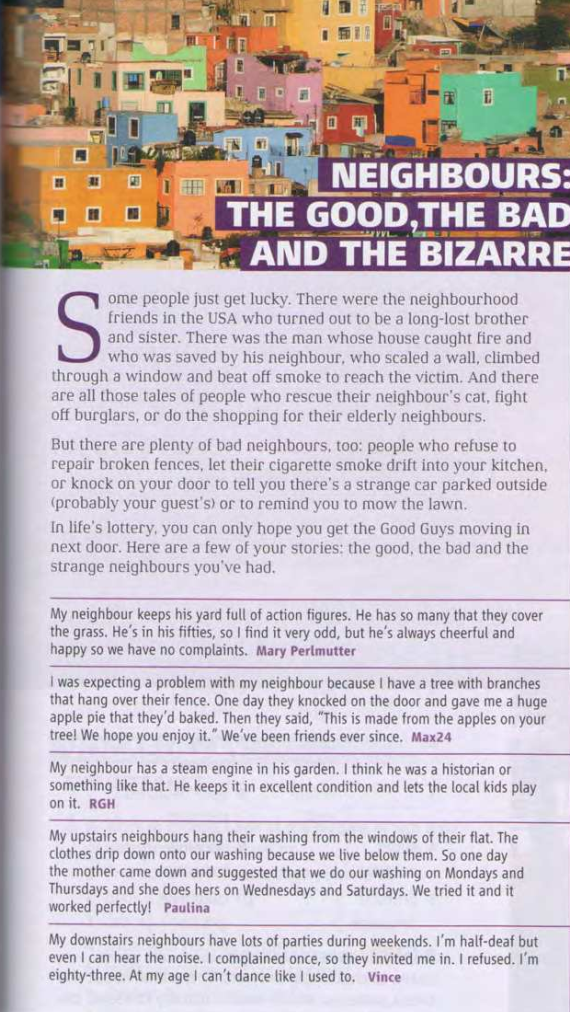 NEIGHBOURS:
THE GOOD,THE BAD
AND THE BIZARRE
Some people just get lucky. There were the neighbourhood
friends in the USA who turned out to be a long-lost brother
and sister. There was the man whose house caught fire and
who was saved by his neighbour, who scaled a wall, climbed
through a window and beat off smoke to reach the victim. And there
are all those tales of people who rescue their neighbour's cat, fight
off burglars, or do the shopping for their elderly neighbours.
But there are plenty of bad neighbours, too: people who refuse to
repair broken fences, let their cigarette smoke drift into your kitchen,
or knock on your door to tell you there's a strange car parked outside
(probably your guest's) or to remind you to mow the lawn.
In life's lottery, you can only hope you get the Good Guys moving in
next door. Here are a few of your stories: the good, the bad and the
strange neighbours you've had.
My neighbour keeps his yard full of action figures. He has so many that they cover
the grass. He's in his fifties, so I find it very odd, but he's always cheerful and
happy so we have no complaints. Mary Perlmutter
I was expecting a problem with my neighbour because I have a tree with branches
that hang over their fence. One day they knocked on the door and gave me a huge
apple pie that they'd baked. Then they said, "This is made from the apples on your
tree! We hope you enjoy it." We've been friends ever since. Max24
My neighbour has a steam engine in his garden. I think he was a historian or
something like that. He keeps it in excellent condition and lets the local kids play
on it. RGH
My upstairs neighbours hang their washing from the windows of their flat. The
clothes drip down onto our washing because we live below them. So one day
the mother came down and suggested that we do our washing on Mondays and
Thursdays and she does hers on Wednesdays and Saturdays. We tried it and it
worked perfectly! Paulina
My downstairs neighbours have lots of parties during weekends. I'm half-deaf but
even I can hear the noise. I complained once, so they invited me in. I refused. I'm
eighty-three. At my age I can't dance like I used to. Vince